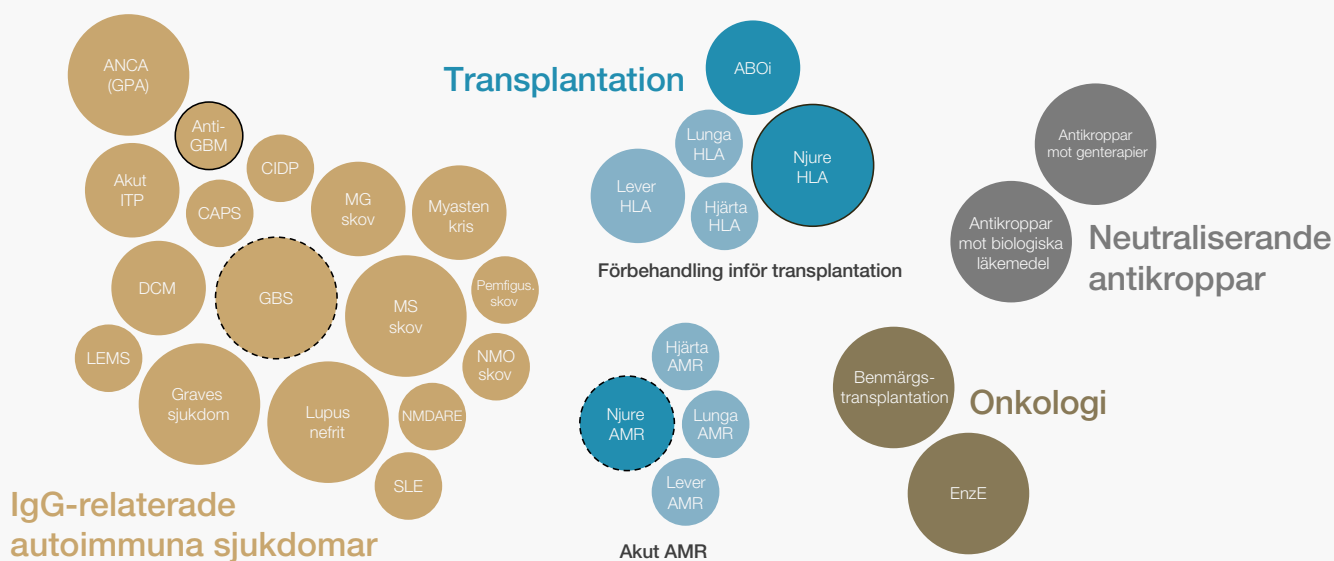 ANCA
(GPA)
Anti-
GBM
CIDP
Akut
ITP
CAPS
MG
skov
Myasten
kris
DCM
GBS
MS
skov
Pemfigus.
skov
LEMS
NMO
skov
Graves
sjukdom
Lupus
nefrit
NMDARE
SLE
IgG-relaterade
autoimmuna sjukdomar
Transplantation
ABOi
Lunga
HLA
Njure
HLA
Lever
HLA
Hjärta
HLA
Förbehandling inför transplantation
Hjärta
AMR
Njure
AMR
Lunga
AMR
Lever
AMR
Akut AMR
Antikroppar
mot genterapier
Antikroppar
mot biologiska
läkemedel
Neutraliserande
antikroppar
Benmärgs-
transplantation
Onkologi
EnzE